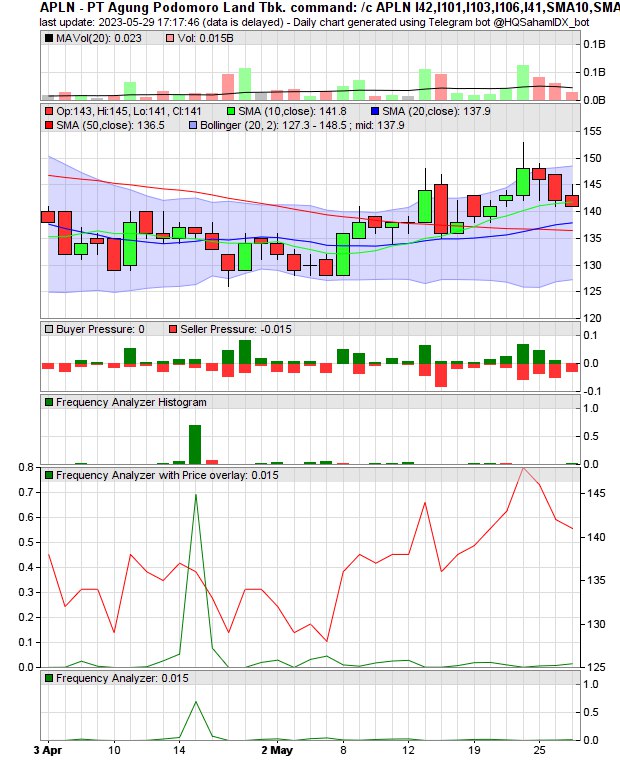 APLN - PT Agung Podomoro Land Tbk. command: /c APLN I42,I101,I103,I106,I41,SMA10,SMA
last update: 2023-05-29 17:17:46 (data is delayed) - Daily chart generated using Telegram bot @HQSahamIDX_bot
MAVol(20): 0.023 Vol: 0.015B
0.1B
0.1B
0.0B
Op:143, Hi:145, Lo:141, Cl:141 SMA (10,close): 141.8 SMA (20,close): 137.9
SMA (50,close): 136.5 Bollinger (20, 2): 127.3 - 148.5 ; mid: 137.9
155
150
145
140
135
130
125
120
Buyer Pressure: 0 Seller Pressure: -0.015
0.1
0.0
-0.1
Frequency Analyzer Histogram
1.0
0.5
0.0
Frequency Analyzer with Price overlay: 0.015
0.8
0.7
0.6
0.5
0.4
0.3
0.2
0.1
0.0
145
140
135
130
125
Frequency Analyzer: 0.015
1.0
0.5
0.0
3 Apr 10 14 2 May 8 12 19 25